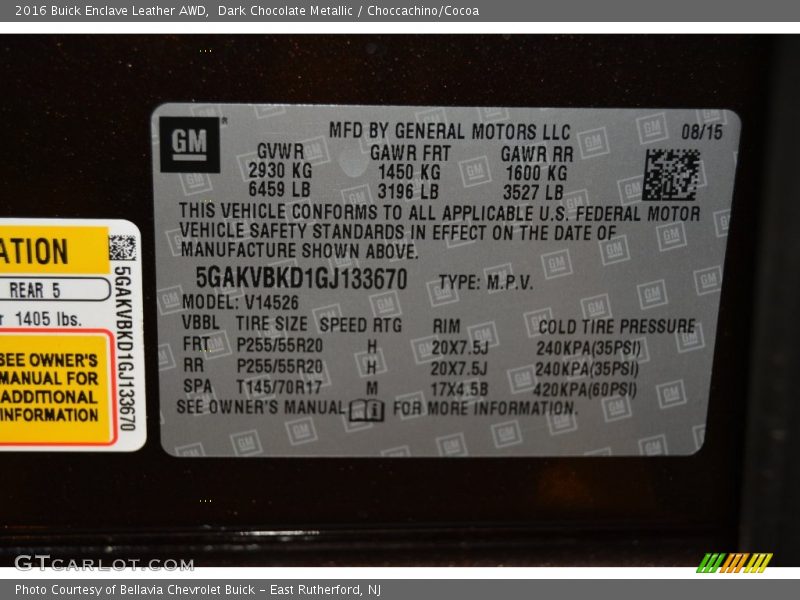 2016 Buick Enclave Leather AWD, Dark Chocolate Metallic / Choccachino/Cocoa
GM
MFD BY GENERAL MOTORS LLC 08/15
GVWR GAWR FRT GAWR RR
2930 KG 1450 KG 1600 KG
6459 LB 3196 LB 3527 LB
THIS VEHICLE CONFORMS TO ALL APPLICABLE U.S. FEDERAL MOTOR
VEHICLE SAFETY STANDARDS IN EFFECT ON THE DATE OF
MANUFACTURE SHOWN ABOVE.
5GAKVBKD1GJ133670 TYPE: M.P.V.
MODEL: V14526
VBBL TIRE SIZE SPEED RTG RIM COLD TIRE PRESSURE
FRT P255/55R20 H 20X7.5J 240KPA(35PSI)
RR P255/55R20 H 20X7.5J 240KPA(35PSI)
SPA T145/70R17 M 17X4.5B 420KPA(60PSI)
SEE OWNER'S MANUAL FOR MORE INFORMATION.
ATION
REAR 5
r 1405 lbs.
SEE OWNER'S
MANUAL FOR
ADDITIONAL
INFORMATION
5GAKVBKD1GJ133670
GTCARLOT.COM
Photo Courtesy of Bellavia Chevrolet Buick - East Rutherford, NJ